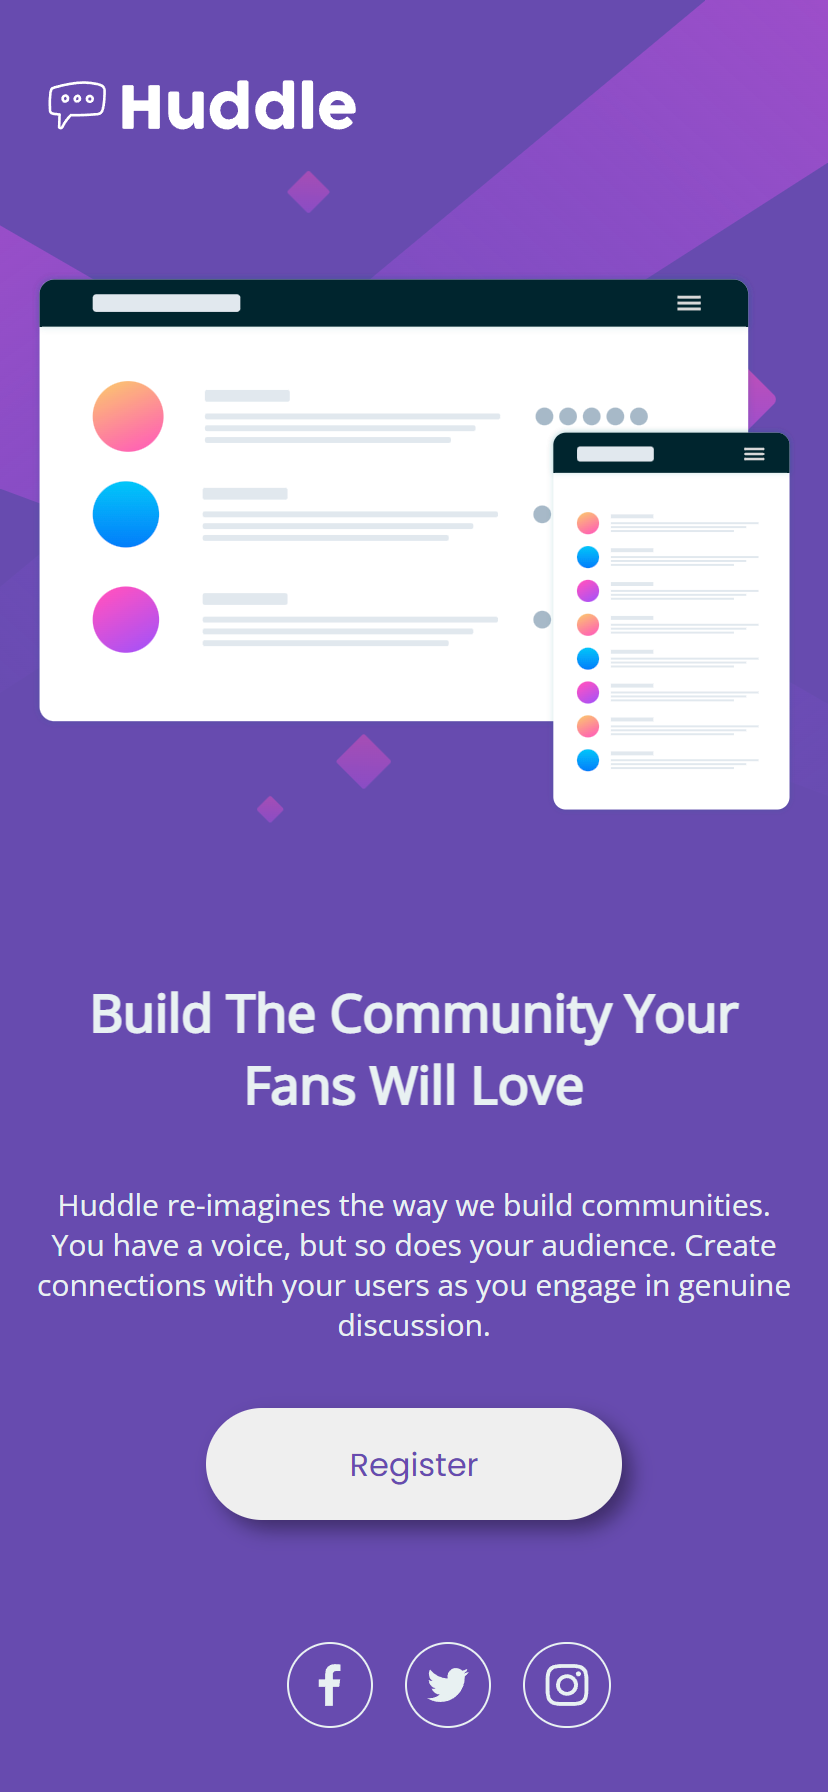 Huddle
Build The Community Your
Fans Will Love
Huddle re-imagines the way we build communities.
You have a voice, but so does your audience. Create
connections with your users as you engage in genuine
discussion.
Register